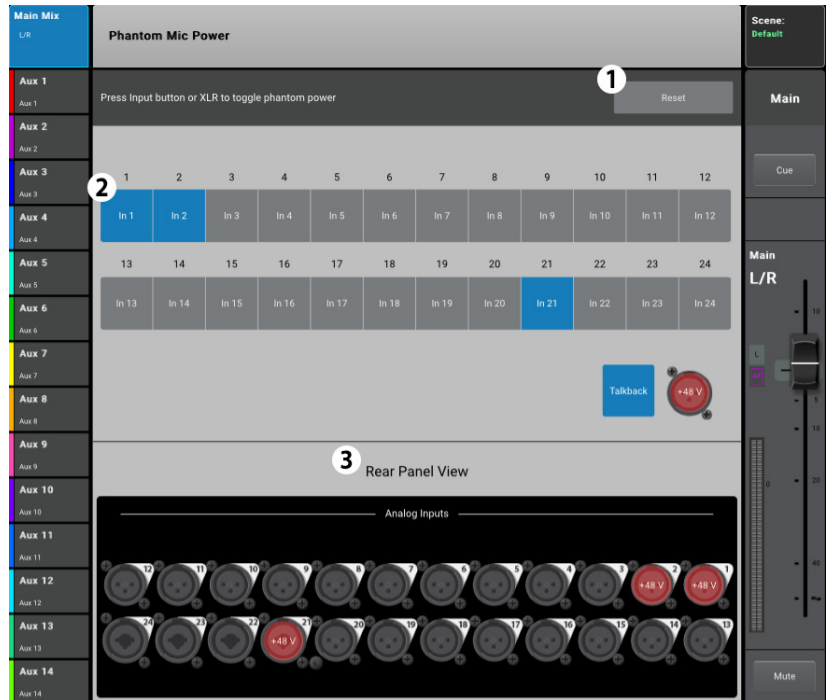 Main Mix
L/R
Phantom Mic Power
Scene:
Default
Aux 1
Aux 1
Aux 2
Aux 2
Aux 3
Aux 3
Aux 4
Aux 4
Aux 5
Aux 5
Aux 6
Aux 6
Aux 7
Aux 7
Aux 8
Aux 8
Aux 9
Aux 9
Aux 10
Aux 10
Aux 11
Aux 11
Aux 12
Aux 12
Aux 13
Aux 13
Aux 14
Aux 14
Press Input button or XLR to toggle phantom power
1
Reset
2
1 2 3 4 5 6 7 8 9 10 11 12
In 1 In 2 In 3 In 4 In 5 In 6 In 7 In 8 In 9 In 10 In 11 In 12
13 14 15 16 17 18 19 20 21 22 23 24
In 13 In 14 In 15 In 16 In 17 In 18 In 19 In 20 In 21 In 22 In 23 In 24
Talkback +48 V
3
Rear Panel View
Analog Inputs
12 11 10 9 8 7 6 5 4 3 2 1
+48 V +48 V
24 23 22 21 20 19 18 17 16 15 14 13
+48 V
Main
Cue
Main
L/R
10
L
5
10
0
20
40
Mute